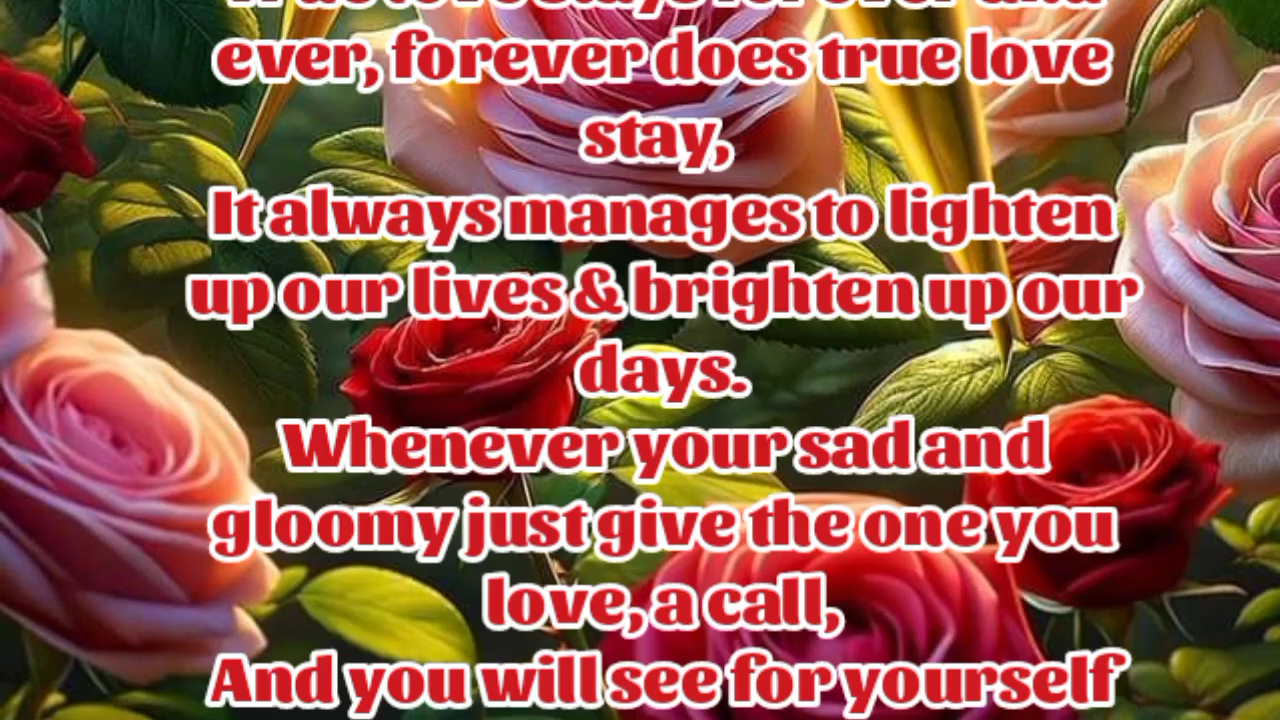 ever, forever does true love
stay,
It always manages to lighten
up our lives & brighten up our
days.
Whenever your sad and
gloomy just give the one you
love, a call,
And you will see for yourself